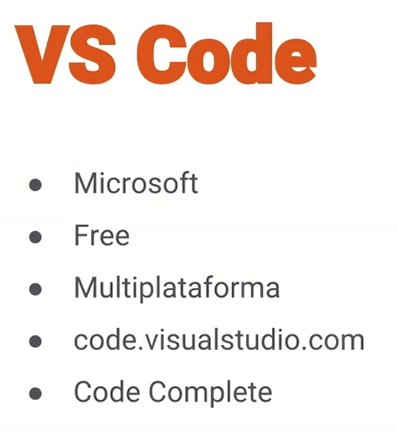 VS Code
● Microsoft
● Free
● Multiplataforma
● code.visualstudio.com
● Code Complete